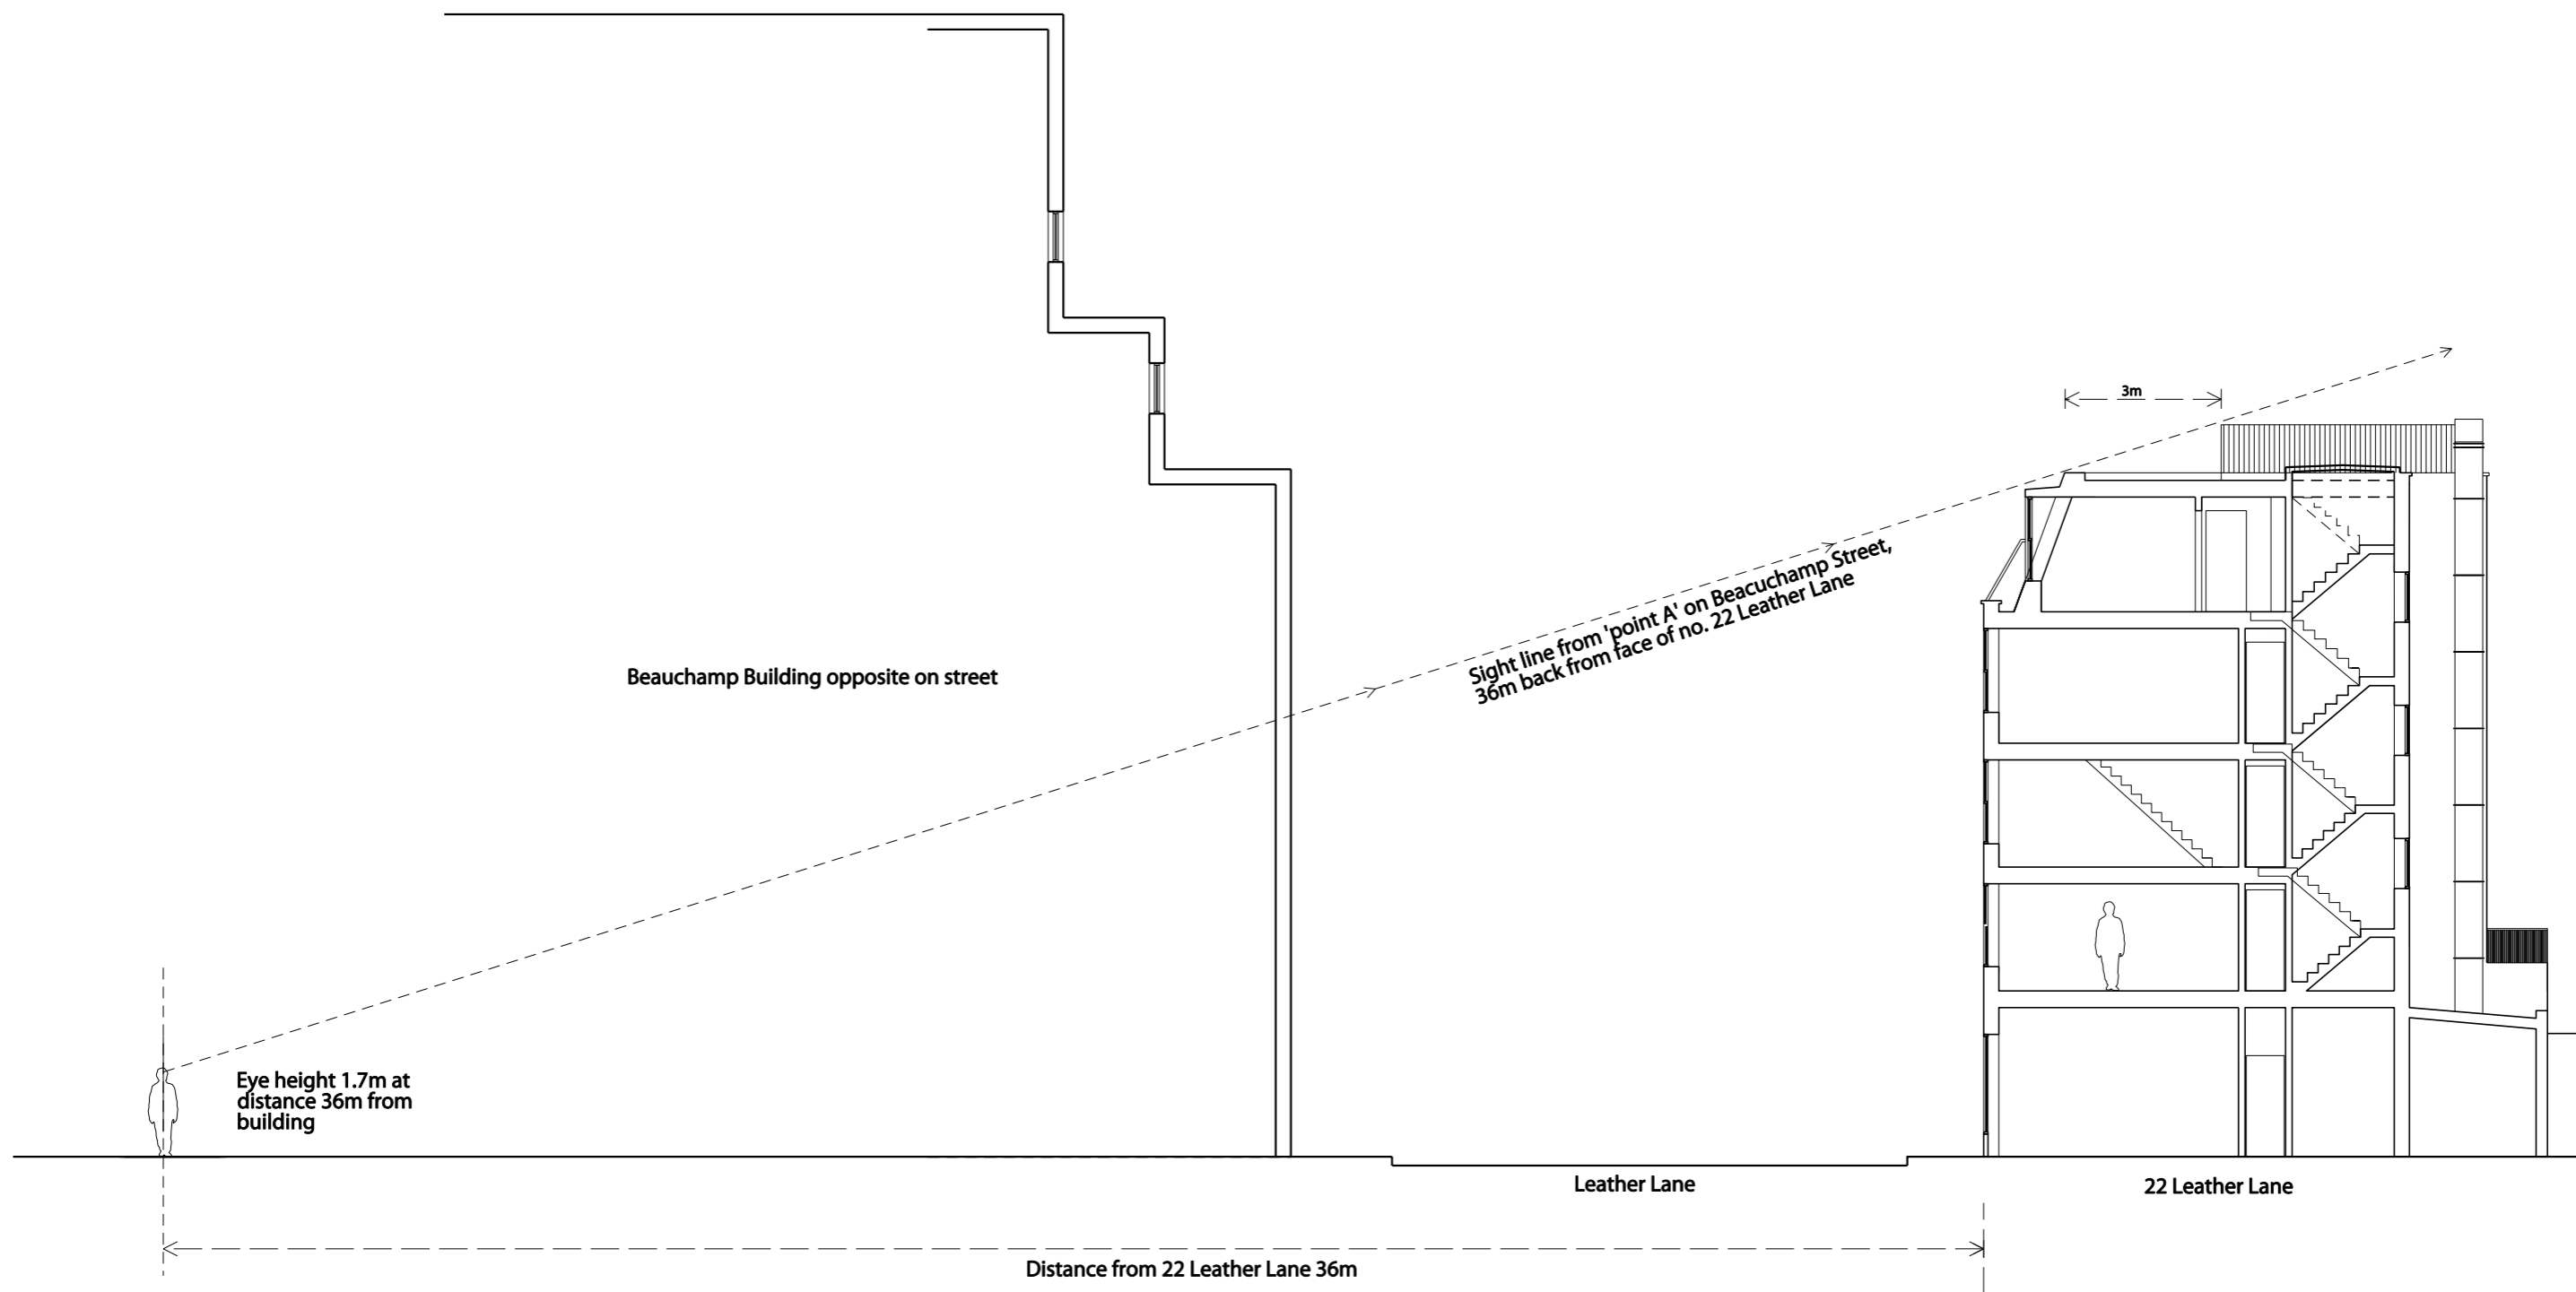 3m
Sight line from 'point A' on Beacuchamp Street,
36m back from face of no. 22 Leather Lane
Beauchamp Building opposite on street
Eye height 1.7m at
distance 36m from
building
Leather Lane
22 Leather Lane
Distance from 22 Leather Lane 36m